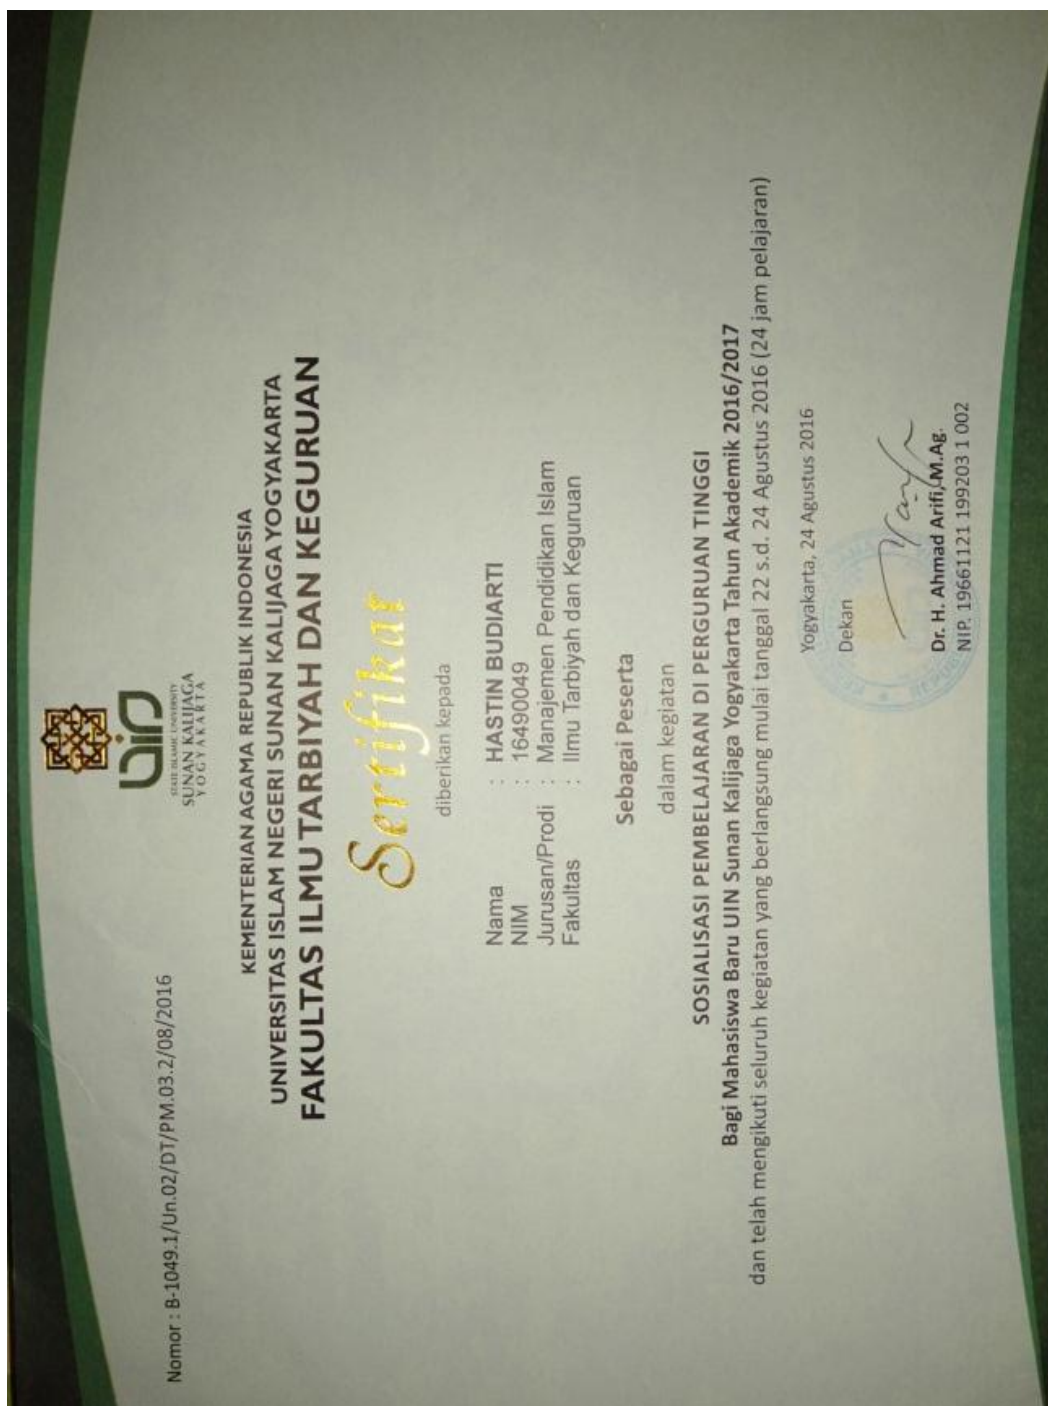 UIN
STATE ISLAMIC UNIVERSITY
SUNAN KALIJAGA
YOGYAKARTA
Nomor : B-1049.1/Un.02/DT/PM.03.2/08/2016
KEMENTERIAN AGAMA REPUBLIK INDONESIA
UNIVERSITAS ISLAM NEGERI SUNAN KALIJAGA YOGYAKARTA
FAKULTAS ILMU TARBIYAH DAN KEGURUAN
Sertifikat
diberikan kepada
Nama : HASTIN BUDIARTI
NIM : 16490049
Jurusan/Prodi : Manajemen Pendidikan Islam
Fakultas : Ilmu Tarbiyah dan Keguruan
Sebagai Peserta
dalam kegiatan
SOSIALISASI PEMBELAJARAN DI PERGURUAN TINGGI
Bagi Mahasiswa Baru UIN Sunan Kalijaga Yogyakarta Tahun Akademik 2016/2017
dan telah mengikuti seluruh kegiatan yang berlangsung mulai tanggal 22 s.d. 24 Agustus 2016 (24 jam pelajaran)
Yogyakarta, 24 Agustus 2016
Dekan
Dr. H. Ahmad Arifi, M.Ag.
NIP. 19661121 199203 1 002